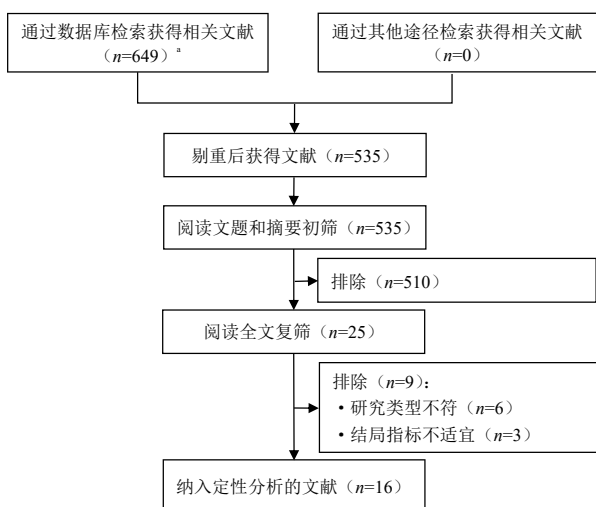 通过数据库检索获得相关文献
（n=649）a
通过其他途径检索获得相关文献
（n=0）
剔重后获得文献（n=535）
阅读文题和摘要初筛（n=535）
排除（n=510）
阅读全文复筛（n=25）
排除（n=9）：
・研究类型不符（n=6）
・结局指标不适宜（n=3）
纳入定性分析的文献（n=16）